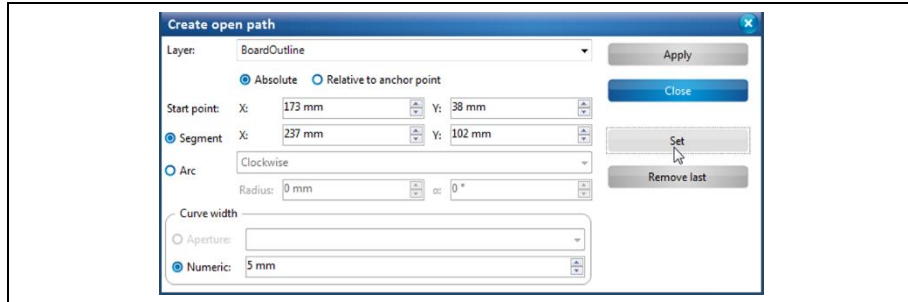 Create open path
Layer: BoardOutline Apply
Absolute Relative to anchor point
Close
Start point: X: 173 mm Y: 38 mm
Segment X: 237 mm Y: 102 mm Set
Arc Clockwise
Remove last
Radius: 0 mm α: 0 °
Curve width
Aperture:
Numeric: 5 mm